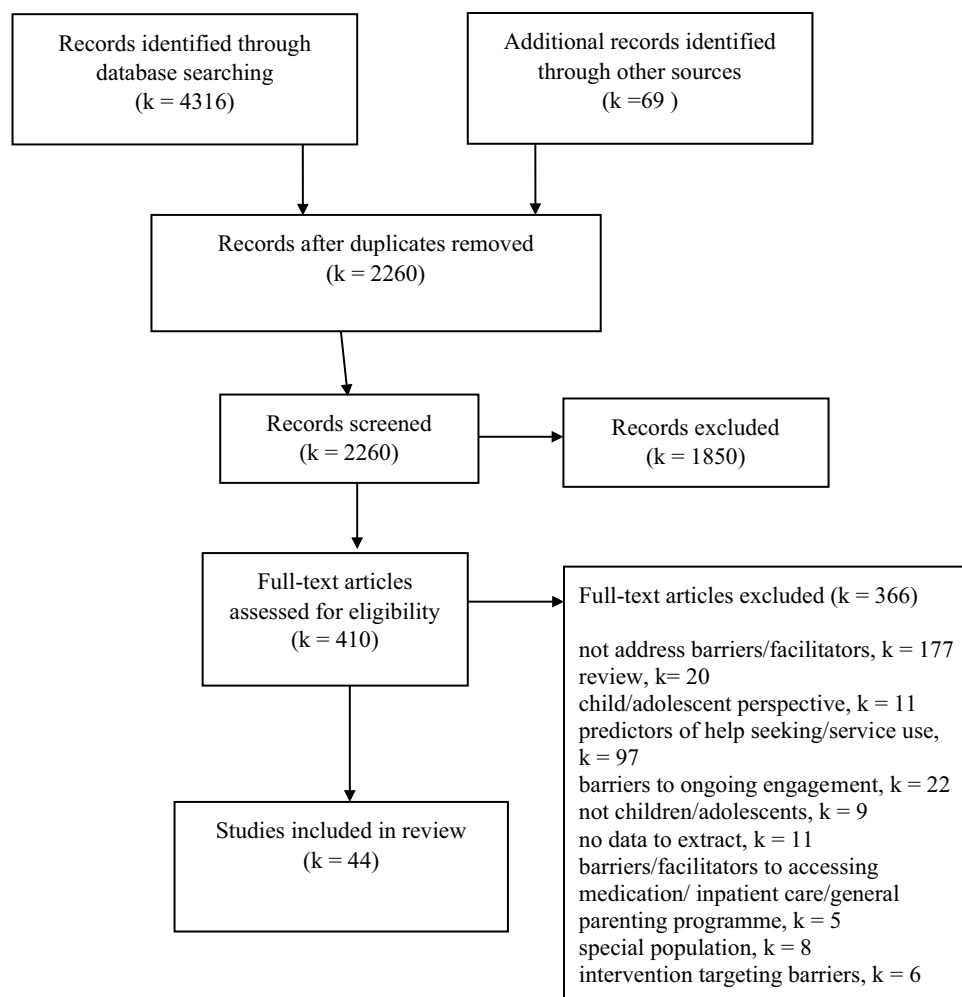 Records identified through
database searching
(k = 4316)
Additional records identified
through other sources
(k =69 )
Records after duplicates removed
(k = 2260)
Records screened
(k = 2260)
Records excluded
(k = 1850)
Full-text articles
assessed for eligibility
(k = 410)
Full-text articles excluded (k = 366)
not address barriers/facilitators, k = 177
review, k= 20
child/adolescent perspective, k = 11
predictors of help seeking/service use,
k = 97
barriers to ongoing engagement, k = 22
not children/adolescents, k = 9
no data to extract, k = 11
barriers/facilitators to accessing
medication/ inpatient care/general
parenting programme, k = 5
special population, k = 8
intervention targeting barriers, k = 6
Studies included in review
(k = 44)